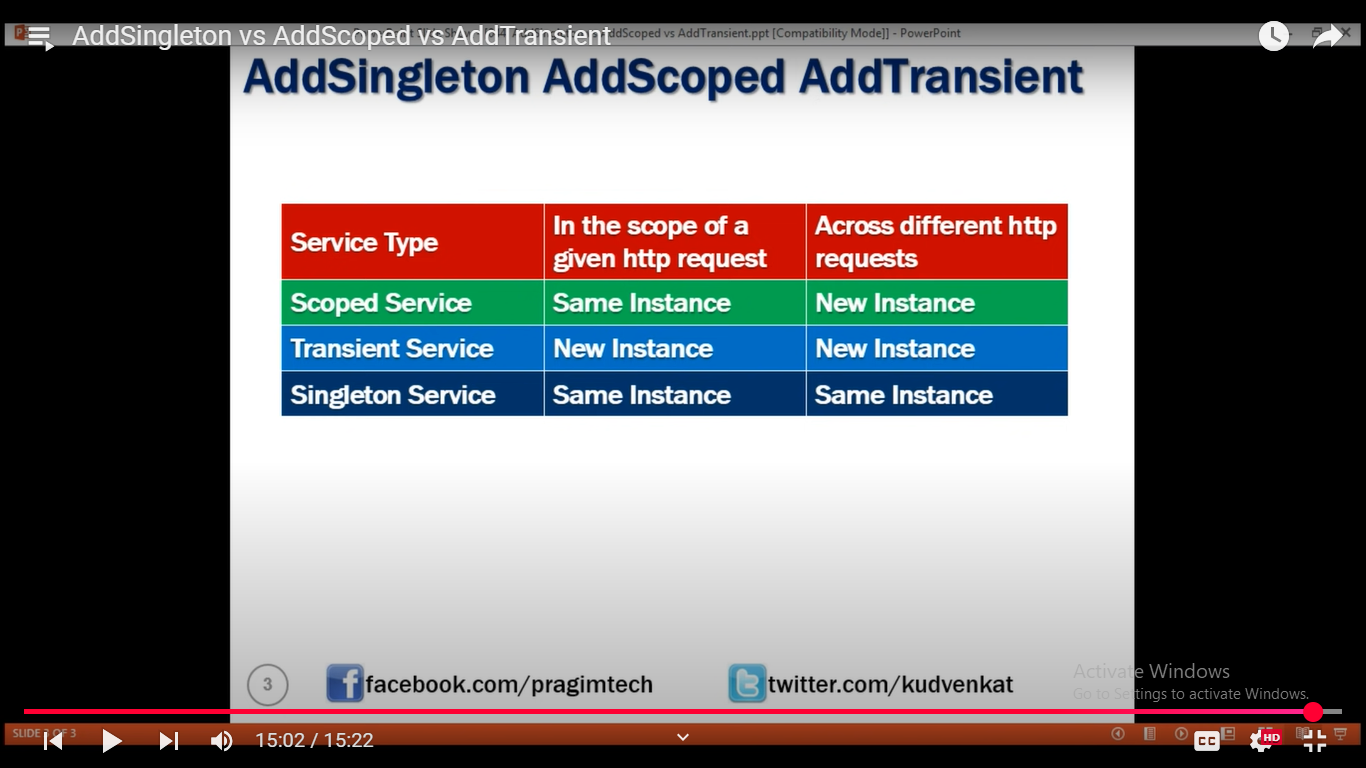 AddSingleton vs AddScoped vs AddTransient
AddScoped vs AddTransient.ppt [Compatibility Mode]] - PowerPoint
AddSingleton AddScoped AddTransient
Service Type
In the scope of a
given http request
Across different http
requests
Scoped Service
Same Instance
New Instance
Transient Service
New Instance
New Instance
Singleton Service
Same Instance
Same Instance
3
facebook.com/pragimtech
twitter.com/kudvenkat
Activate Windows
Go to Settings to activate Windows.
SLIDE 3 OF 3
15:02 / 15:22
CC
HD